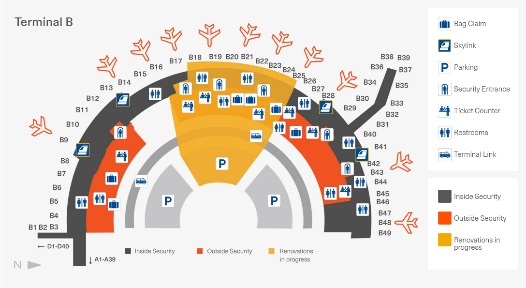 Terminal B
B18 B19 B20 B21
B17 B22
B16 B23
B15 B24
B14 B25
B13 B26
B12 B27
B11 B28
B10 B29
B9
B8
B7
B6
B5
B4
B1 B2 B3
B38 B39
B36 B37
B34 B35
B30 B33
B32
B31
B40
B41
B42
B43
B44
B45
B46
B47
B48
B49
← D1-D40
↓ A1-A39
N
P
P
P
Inside Security
Outside Security
Renovations
in progress
Bag Claim
Skylink
P
Parking
Security Entrance
Ticket Counter
Restrooms
Terminal Link
Inside Security
Outside Security
Renovations in
progress